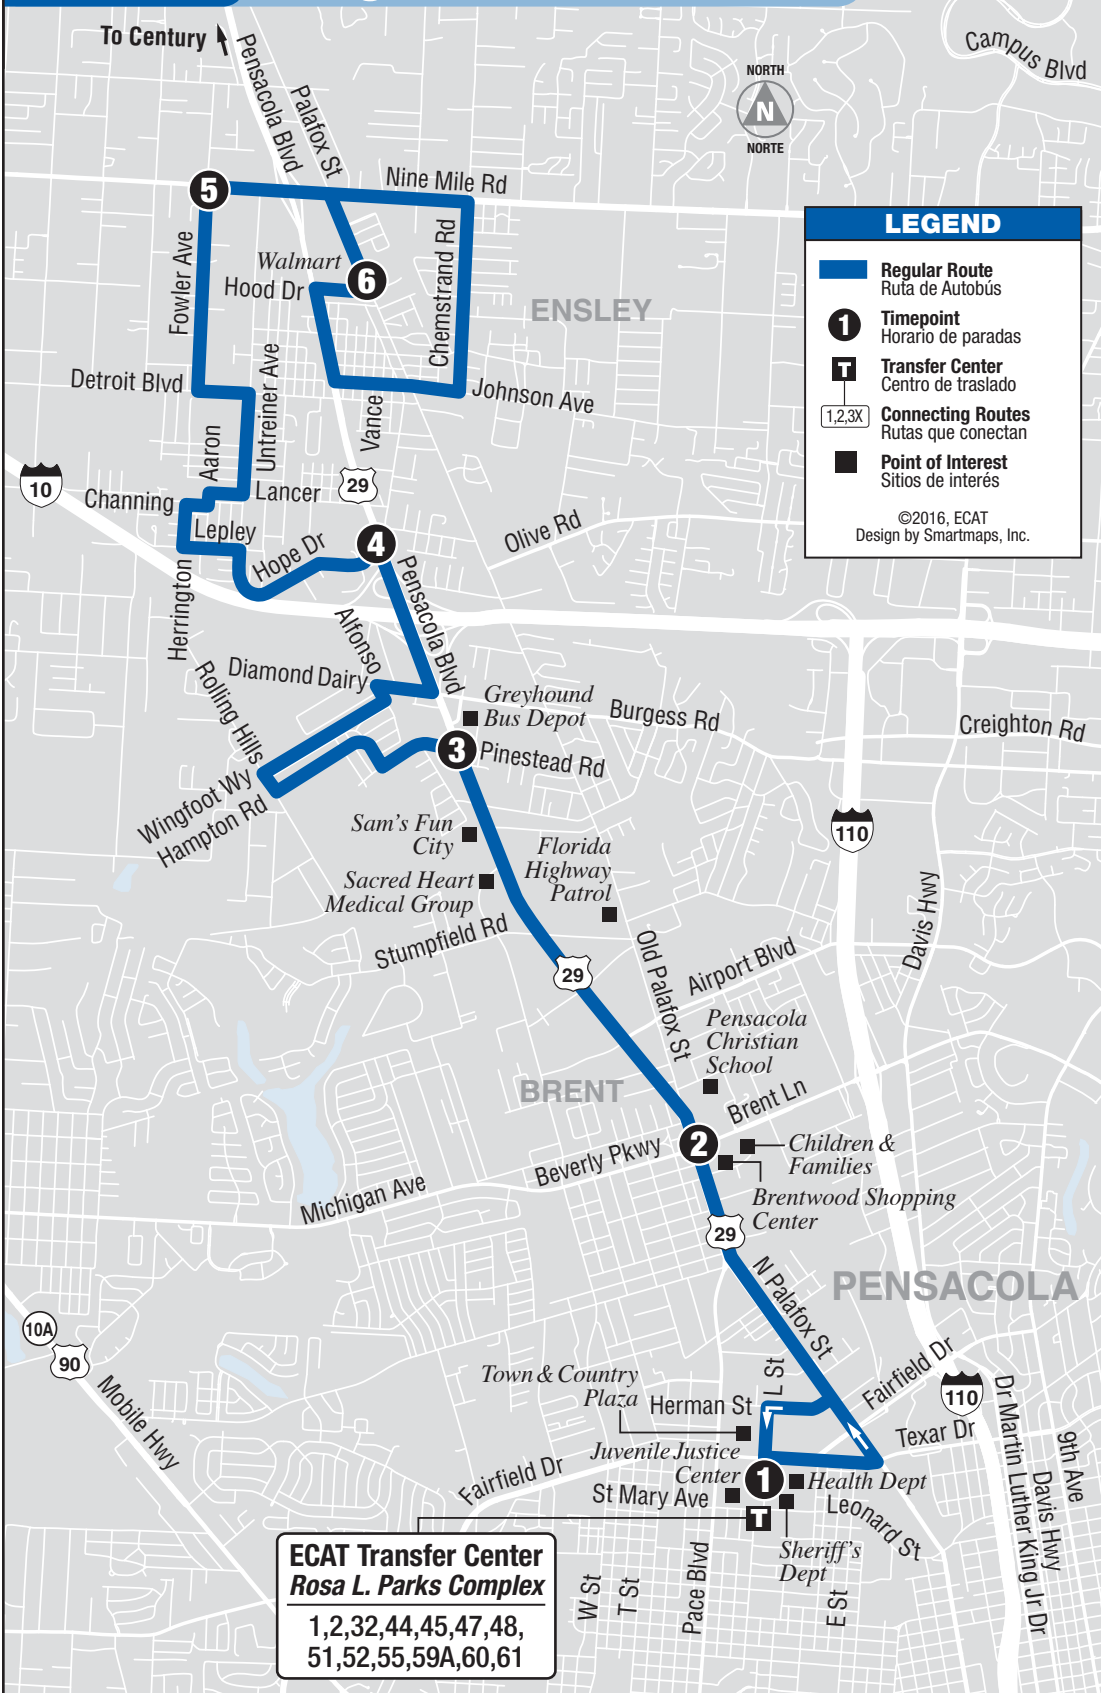 To Century
Pensacola Blvd
Palafox St
Campus Blvd
NORTH
N
NORTE
5
Nine Mile Rd
LEGEND
Regular Route
Ruta de Autobús
1
Timepoint
Horario de paradas
T
Transfer Center
Centro de traslado
1,2,3X
Connecting Routes
Rutas que conectan
Point of Interest
Sitios de interés
©2016, ECAT
Design by Smartmaps, Inc.
Fowler Ave
Walmart
6
Hood Dr
Chemstrand Rd
ENSLEY
Detroit Blvd
Untreiner Ave
Vance
Johnson Ave
Aaron
10
Channing
Lancer
29
Lepley
Hope Dr
4
Olive Rd
Herrington
Alfonso
Pensacola Blvd
Diamond Dairy
Rolling Hills
Greyhound
Bus Depot
Burgess Rd
Creighton Rd
3
Pinestead Rd
Wingfoot Wy
Hampton Rd
Sam's Fun
City
Florida
Highway
Patrol
110
Sacred Heart
Medical Group
Stumpfield Rd
Davis Hwy
29
Old Palafox St
Airport Blvd
Pensacola
Christian
School
BRENT
Brent Ln
2
Beverly Pkwy
Children &
Families
Michigan Ave
Brentwood Shopping
Center
29
N Palafox St
PENSACOLA
10A
90
Mobile Hwy
Town & Country
Plaza
Herman St
L St
Fairfield Dr
110
Texar Dr
Dr Martin Luther King Jr Dr
Davis Hwy
9th Ave
Juvenile Justice
Center
1
Health Dept
Fairfield Dr
St Mary Ave
T
Leonard St
Sheriff's
Dept
ECAT Transfer Center
Rosa L. Parks Complex
1,2,32,44,45,47,48,
51,52,55,59A,60,61
W St
T St
Pace Blvd
E St